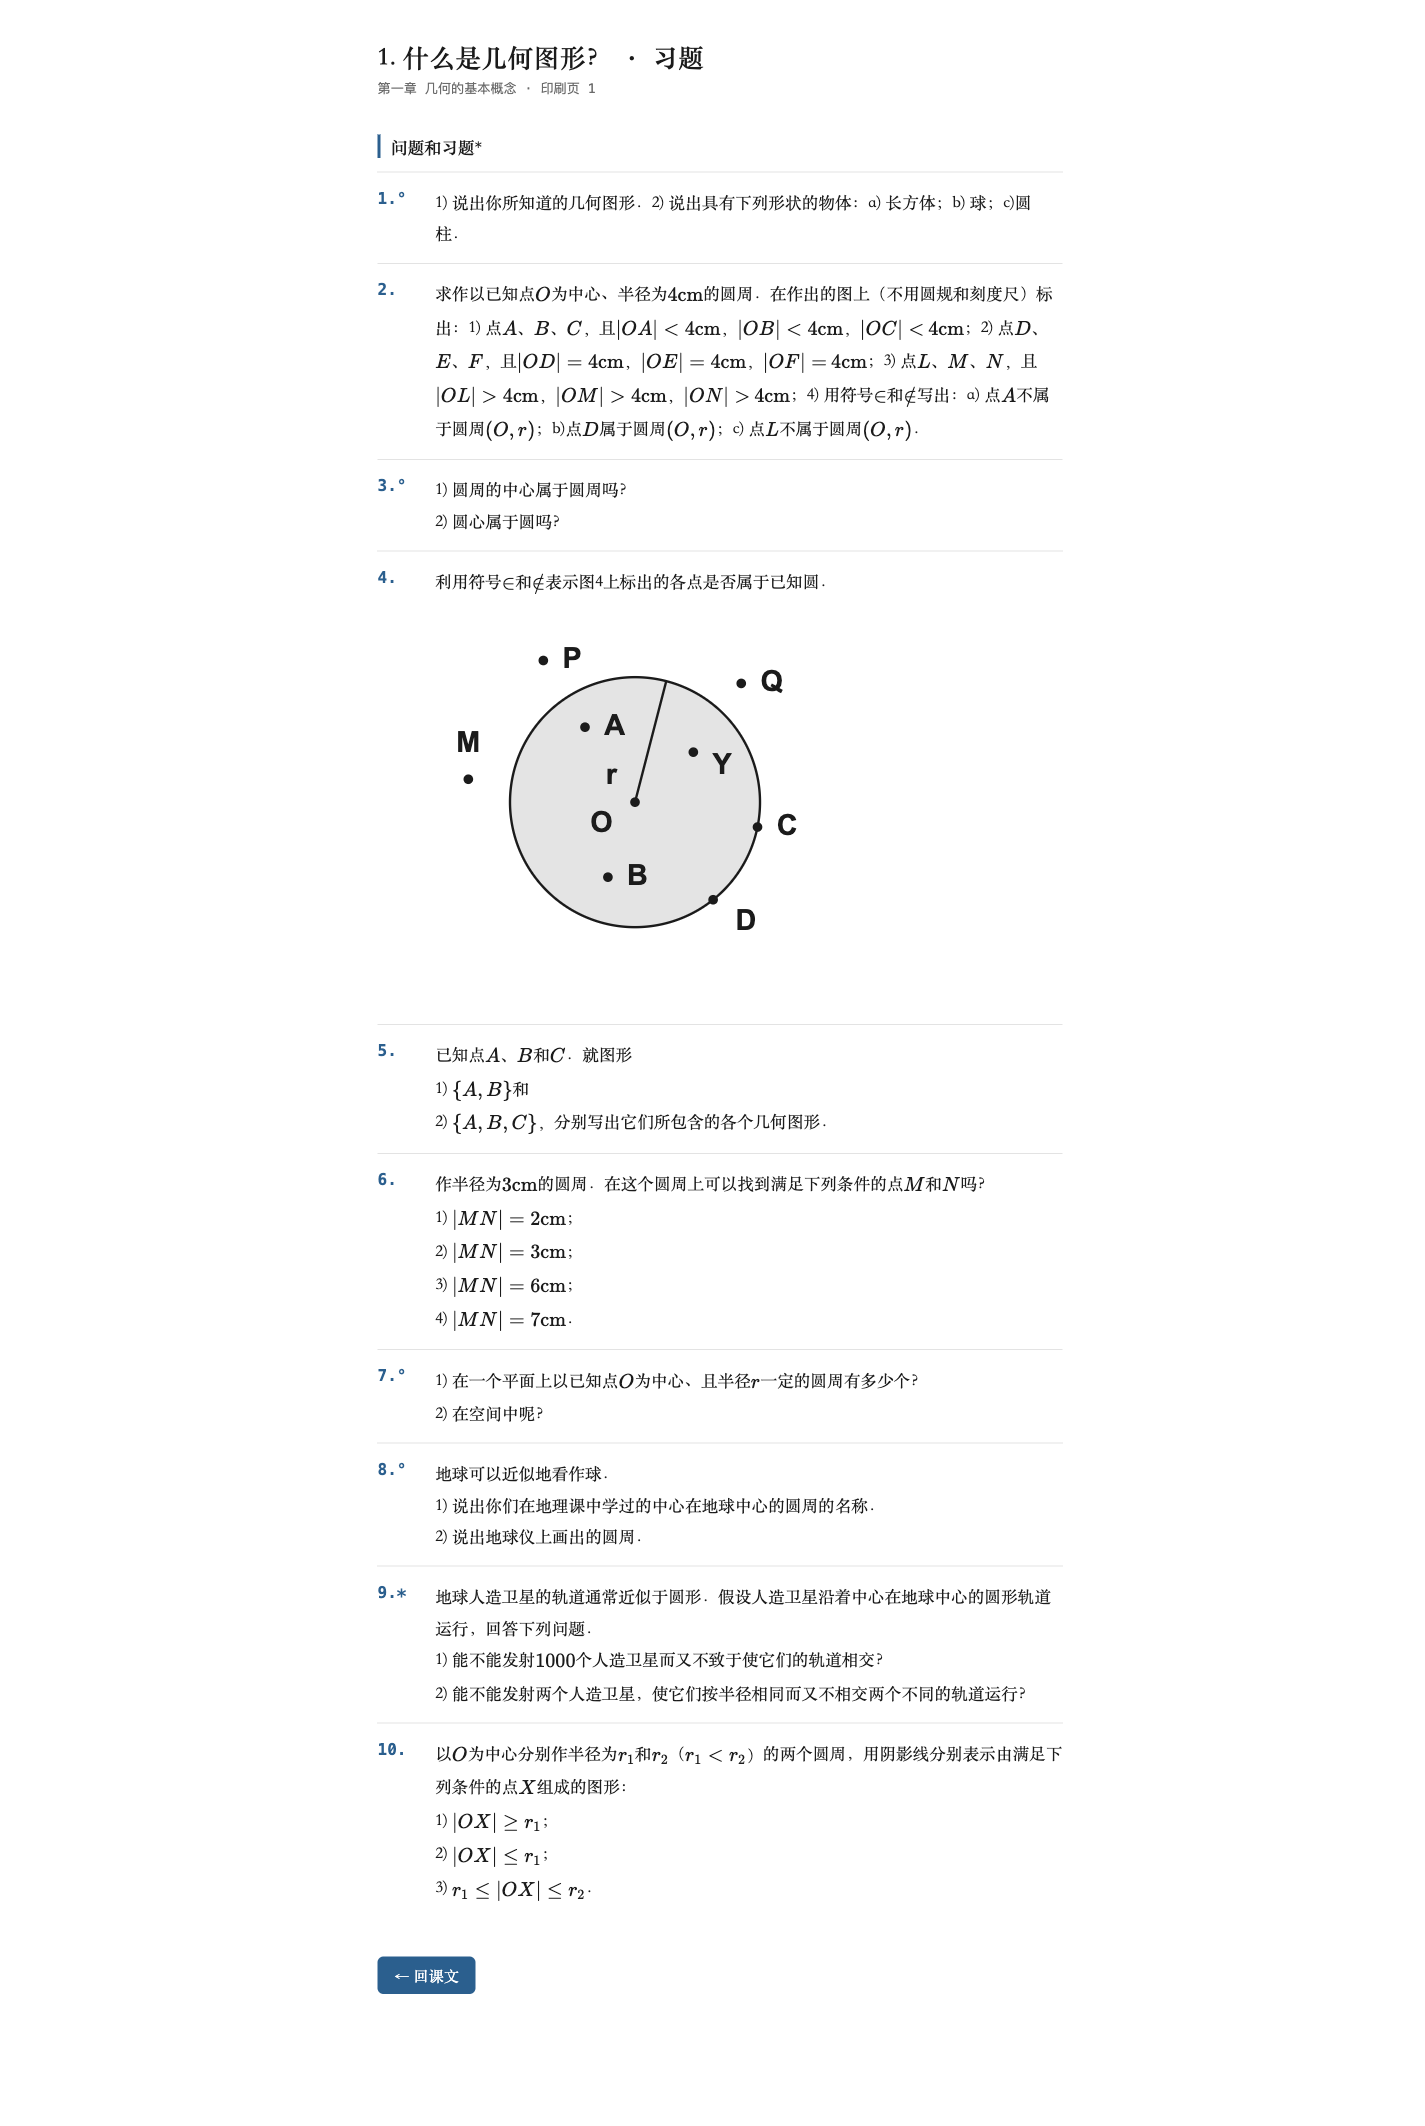 1. 什么是几何图形? · 习题
第一章 几何的基本概念 · 印刷页 1
问题和习题*
1.° 1) 说出你所知道的几何图形. 2) 说出具有下列形状的物体: a) 长方体; b) 球; c)圆
柱.
2. 求作以已知点O为中心、半径为4cm的圆周. 在作出的图上（不用圆规和刻度尺）标
出: 1) 点A、B、C, 且|OA| < 4cm, |OB| < 4cm, |OC| < 4cm; 2) 点D、
E、F, 且|OD| = 4cm, |OE| = 4cm, |OF| = 4cm; 3) 点L、M、N, 且
|OL| > 4cm, |OM| > 4cm, |ON| > 4cm; 4) 用符号∈和∉写出: a) 点A不属
于圆周(O, r); b)点D属于圆周(O, r); c) 点L不属于圆周(O, r).
3.° 1) 圆周的中心属于圆周吗?
2) 圆心属于圆吗?
4. 利用符号∈和∉表示图4上标出的各点是否属于已知圆.
P
Q
A
M
Y
r
O
C
B
D
5. 已知点A、B和C. 就图形
1) {A, B}和
2) {A, B, C}, 分别写出它们所包含的各个几何图形.
6. 作半径为3cm的圆周. 在这个圆周上可以找到满足下列条件的点M和N吗?
1) |MN| = 2cm;
2) |MN| = 3cm;
3) |MN| = 6cm;
4) |MN| = 7cm.
7.° 1) 在一个平面上以已知点O为中心、且半径r一定的圆周有多少个?
2) 在空间中呢?
8.° 地球可以近似地看作球.
1) 说出你们在地理课中学过的中心在地球中心的圆周的名称.
2) 说出地球仪上画出的圆周.
9.* 地球人造卫星的轨道通常近似于圆形. 假设人造卫星沿着中心在地球中心的圆形轨道
运行, 回答下列问题.
1) 能不能发射1000个人造卫星而又不致于使它们的轨道相交?
2) 能不能发射两个人造卫星, 使它们按半径相同而又不相交两个不同的轨道运行?
10. 以O为中心分别作半径为r₁和r₂（r₁ < r₂）的两个圆周, 用阴影线分别表示由满足下
列条件的点X组成的图形:
1) |OX| ≥ r₁;
2) |OX| ≤ r₁;
3) r₁ ≤ |OX| ≤ r₂.
← 回课文